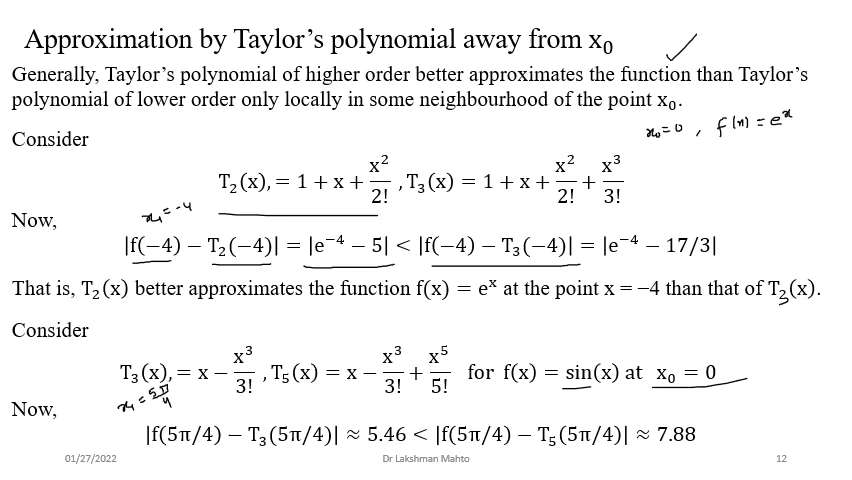 Approximation by Taylor’s polynomial away from x₀
Generally, Taylor’s polynomial of higher order better approximates the function than Taylor’s
polynomial of lower order only locally in some neighbourhood of the point x₀.
x₀ = 0 , f(x) = eˣ
Consider
T₂(x), = 1 + x + x²/2! , T₃(x) = 1 + x + x²/2! + x³/3!
Now,
x₁ = -4
|f(−4) − T₂(−4)| = |e⁻⁴ − 5| < |f(−4) − T₃(−4)| = |e⁻⁴ − 17/3|
That is, T₂(x) better approximates the function f(x) = eˣ at the point x = −4 than that of T₃(x).
Consider
T₃(x), = x − x³/3! , T₅(x) = x − x³/3! + x⁵/5! for f(x) = sin(x) at x₀ = 0
x₁ = 5π/4
Now,
|f(5π/4) − T₃(5π/4)| ≈ 5.46 < |f(5π/4) − T₅(5π/4)| ≈ 7.88
01/27/2022 Dr Lakshman Mahto 12